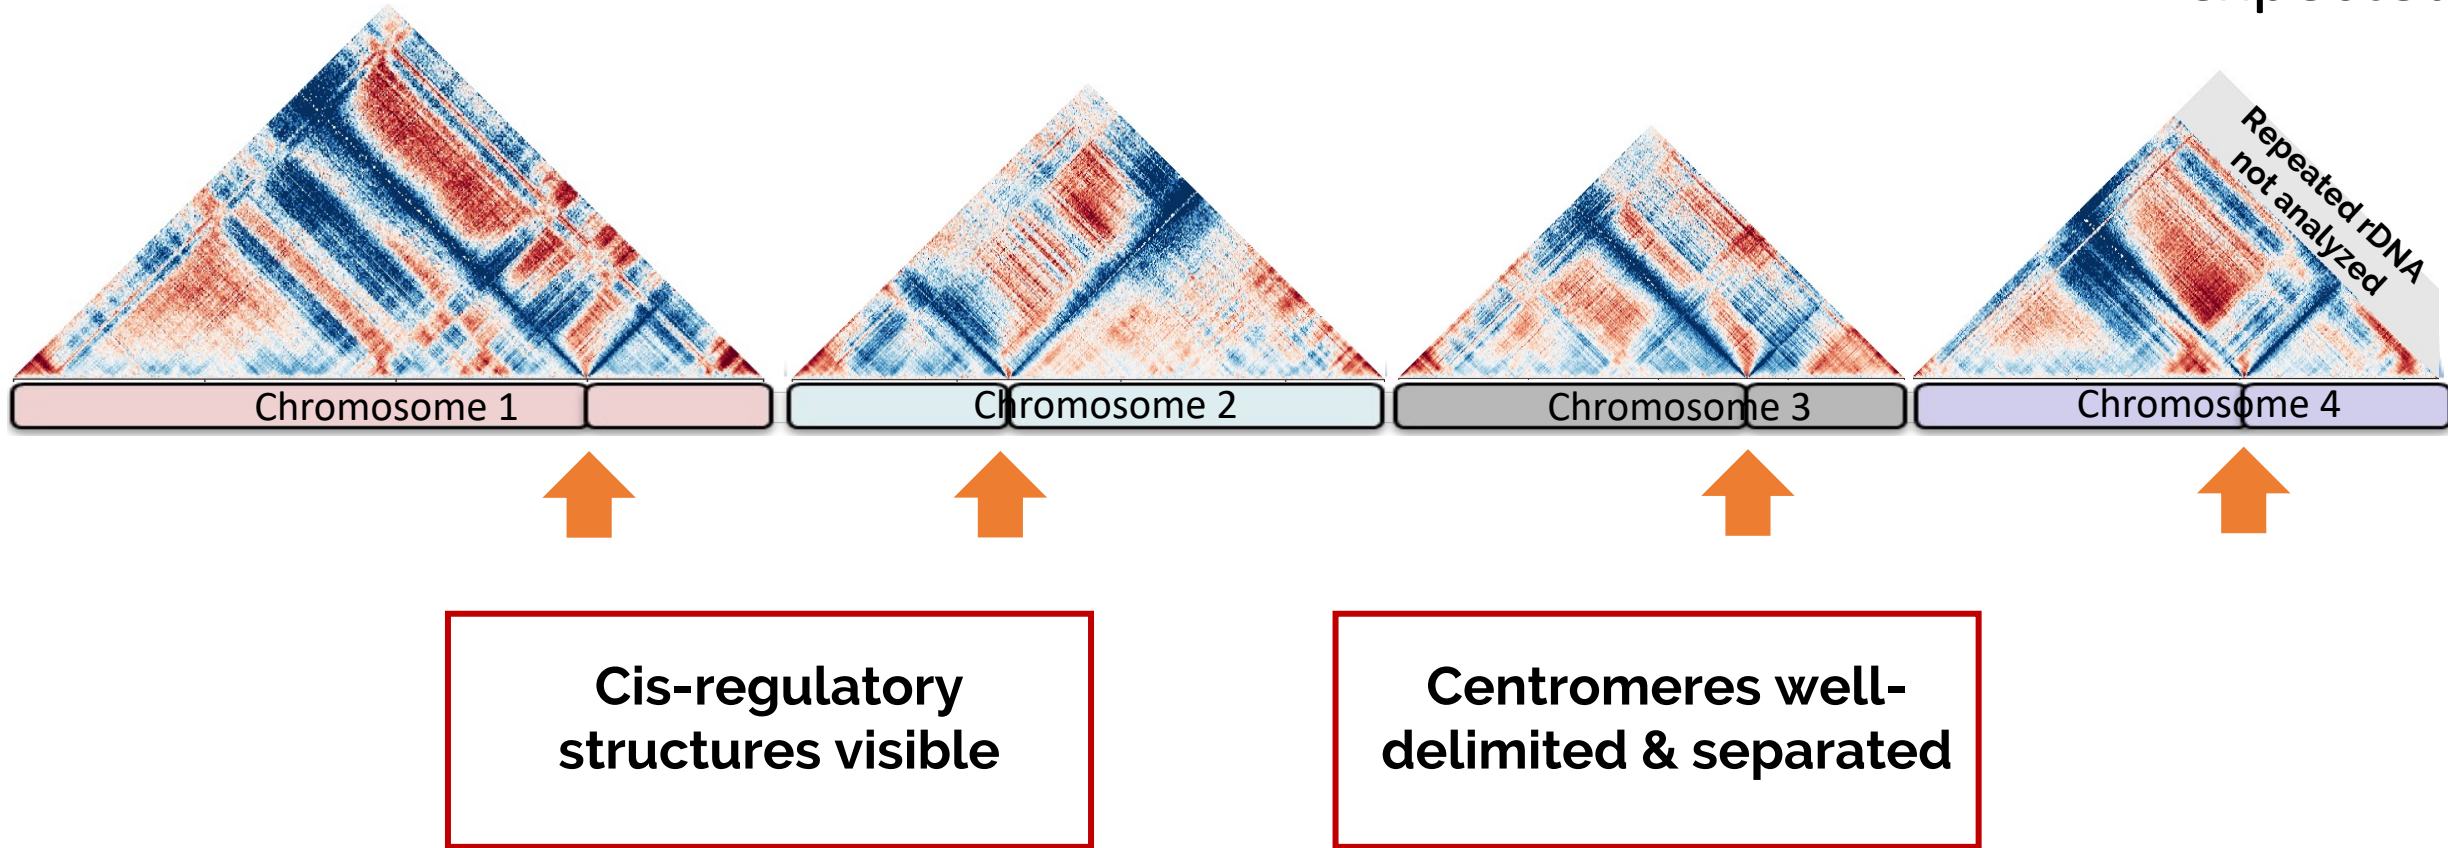 Repeated rDNA
not analyzed
Chromosome 1
Chromosome 2
Chromosome 3
Chromosome 4
Cis-regulatory
structures visible
Centromeres well-
delimited & separated